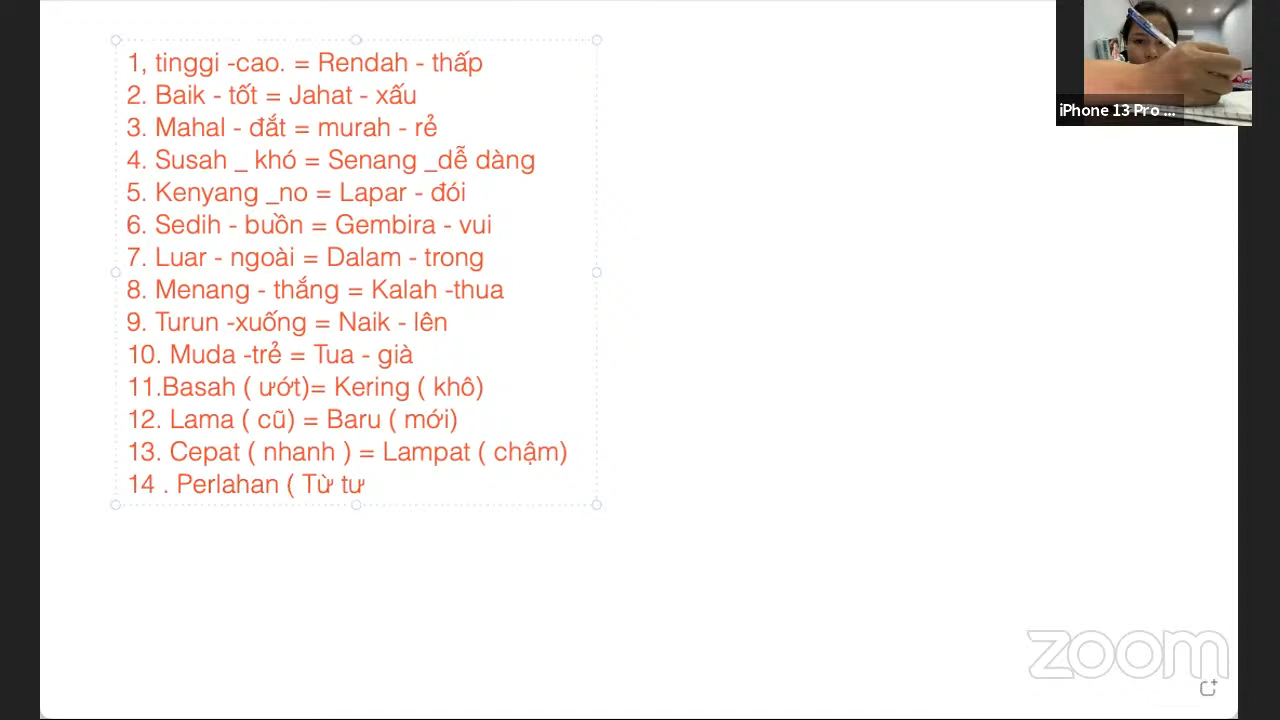 1, tinggi -cao. = Rendah - thấp
2. Baik - tốt = Jahat - xấu
3. Mahal - đắt = murah - rẻ
4. Susah _ khó = Senang _dễ dàng
5. Kenyang _no = Lapar - đói
6. Sedih - buồn = Gembira - vui
7. Luar - ngoài = Dalam - trong
8. Menang - thắng = Kalah -thua
9. Turun -xuống = Naik - lên
10. Muda -trẻ = Tua - già
11.Basah ( ướt)= Kering ( khô)
12. Lama ( cũ) = Baru ( mới)
13. Cepat ( nhanh ) = Lampat ( chậm)
14 . Perlahan ( Từ tư
iPhone 13 Pro ...
zoom